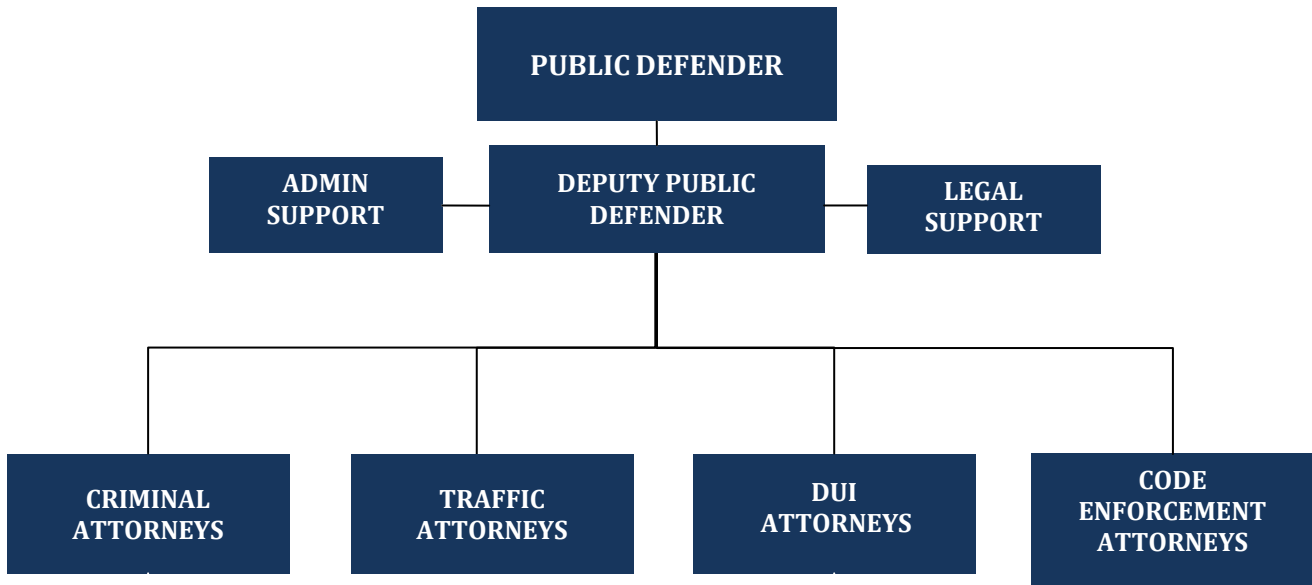 PUBLIC DEFENDER
ADMIN
SUPPORT
DEPUTY PUBLIC
DEFENDER
LEGAL
SUPPORT
CRIMINAL
ATTORNEYS
TRAFFIC
ATTORNEYS
DUI
ATTORNEYS
CODE
ENFORCEMENT
ATTORNEYS